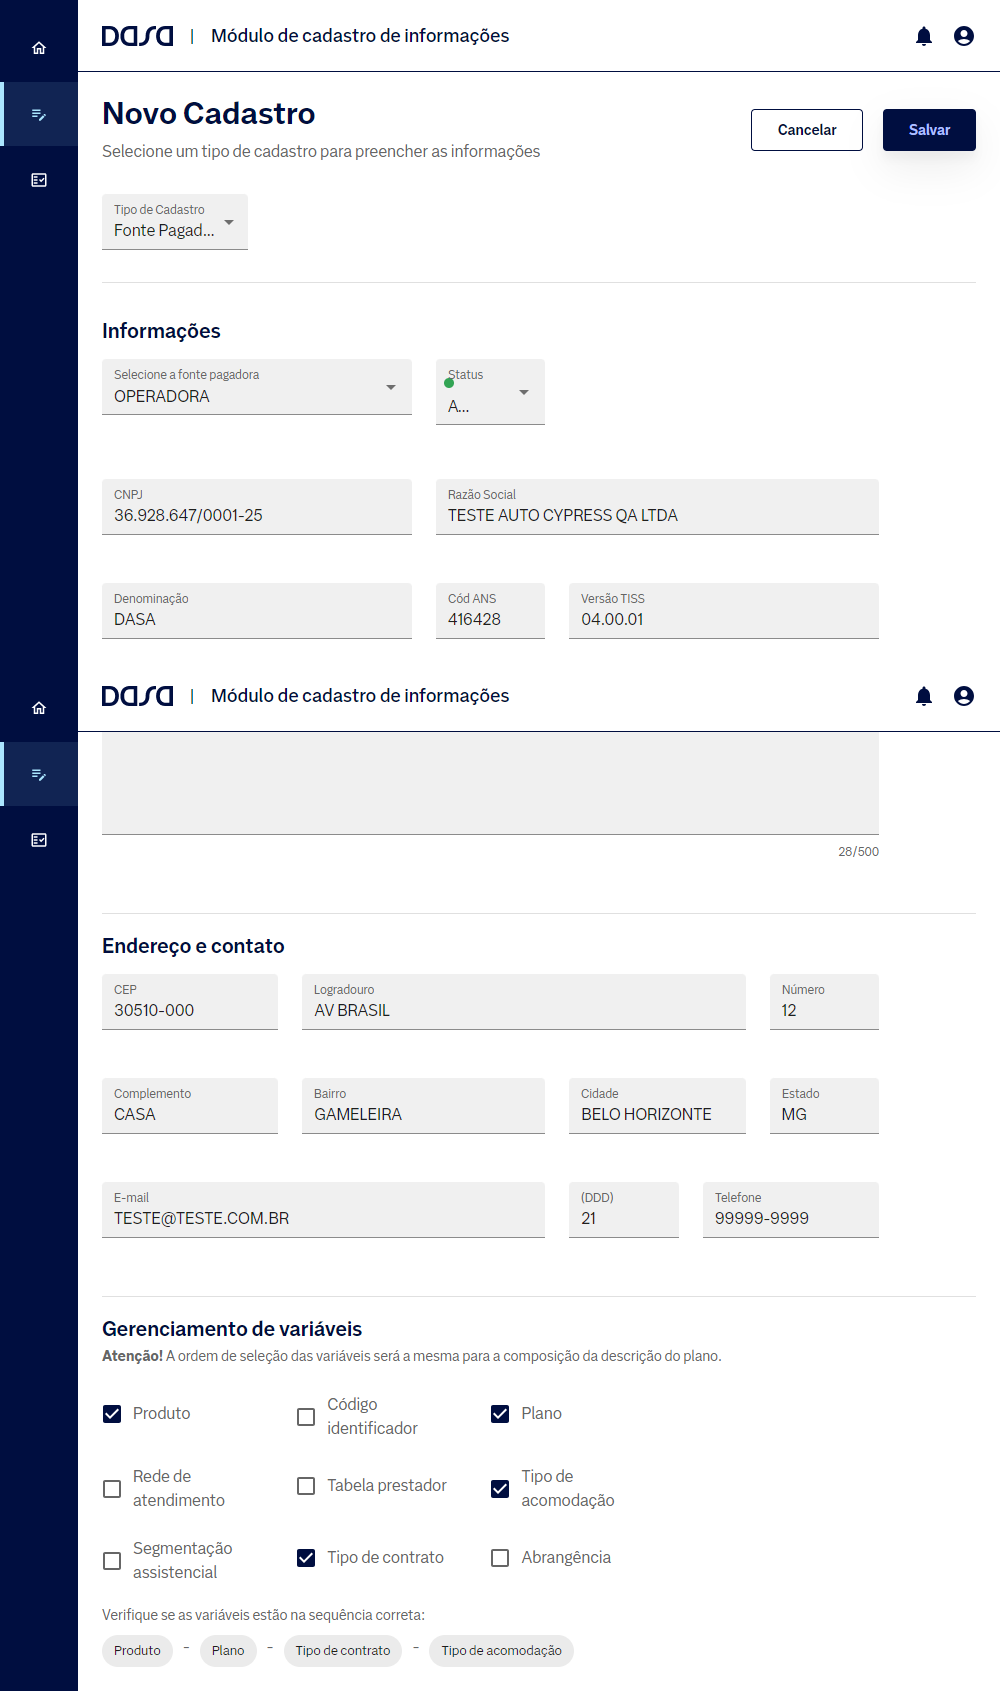 DASA | Módulo de cadastro de informações
Novo Cadastro
Cancelar
Salvar
Selecione um tipo de cadastro para preencher as informações
Tipo de Cadastro
Fonte Pagad...
Informações
Selecione a fonte pagadora
OPERADORA
Status
A...
CNPJ
36.928.647/0001-25
Razão Social
TESTE AUTO CYPRESS QA LTDA
Denominação
DASA
Cód ANS
416428
Versão TISS
04.00.01
DASA | Módulo de cadastro de informações
28/500
Endereço e contato
CEP
30510-000
Logradouro
AV BRASIL
Número
12
Complemento
CASA
Bairro
GAMELEIRA
Cidade
BELO HORIZONTE
Estado
MG
E-mail
TESTE@TESTE.COM.BR
(DDD)
21
Telefone
99999-9999
Gerenciamento de variáveis
Atenção! A ordem de seleção das variáveis será a mesma para a composição da descrição do plano.
Produto
Código
identificador
Plano
Rede de
atendimento
Tabela prestador
Tipo de
acomodação
Segmentação
assistencial
Tipo de contrato
Abrangência
Verifique se as variáveis estão na sequência correta:
Produto - Plano - Tipo de contrato - Tipo de acomodação